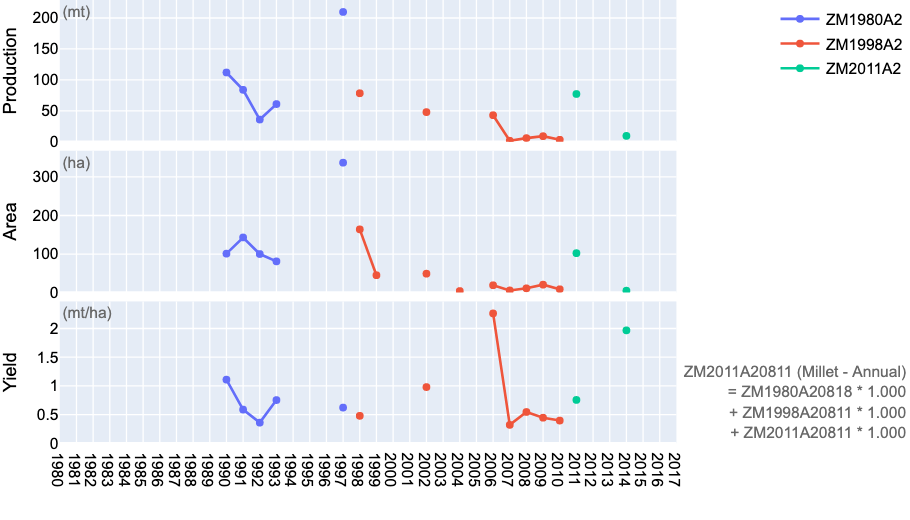 Production
(mt)
200
150
100
50
0
Area
(ha)
300
200
100
0
Yield
(mt/ha)
2
1.5
1
0.5
0
1980 1981 1982 1983 1984 1985 1986 1987 1988 1989 1990 1991 1992 1993 1994 1995 1996 1997 1998 1999 2000 2001 2002 2003 2004 2005 2006 2007 2008 2009 2010 2011 2012 2013 2014 2015 2016 2017
ZM1980A2
ZM1998A2
ZM2011A2
ZM2011A20811 (Millet - Annual)
= ZM1980A20818 * 1.000
+ ZM1998A20811 * 1.000
+ ZM2011A20811 * 1.000